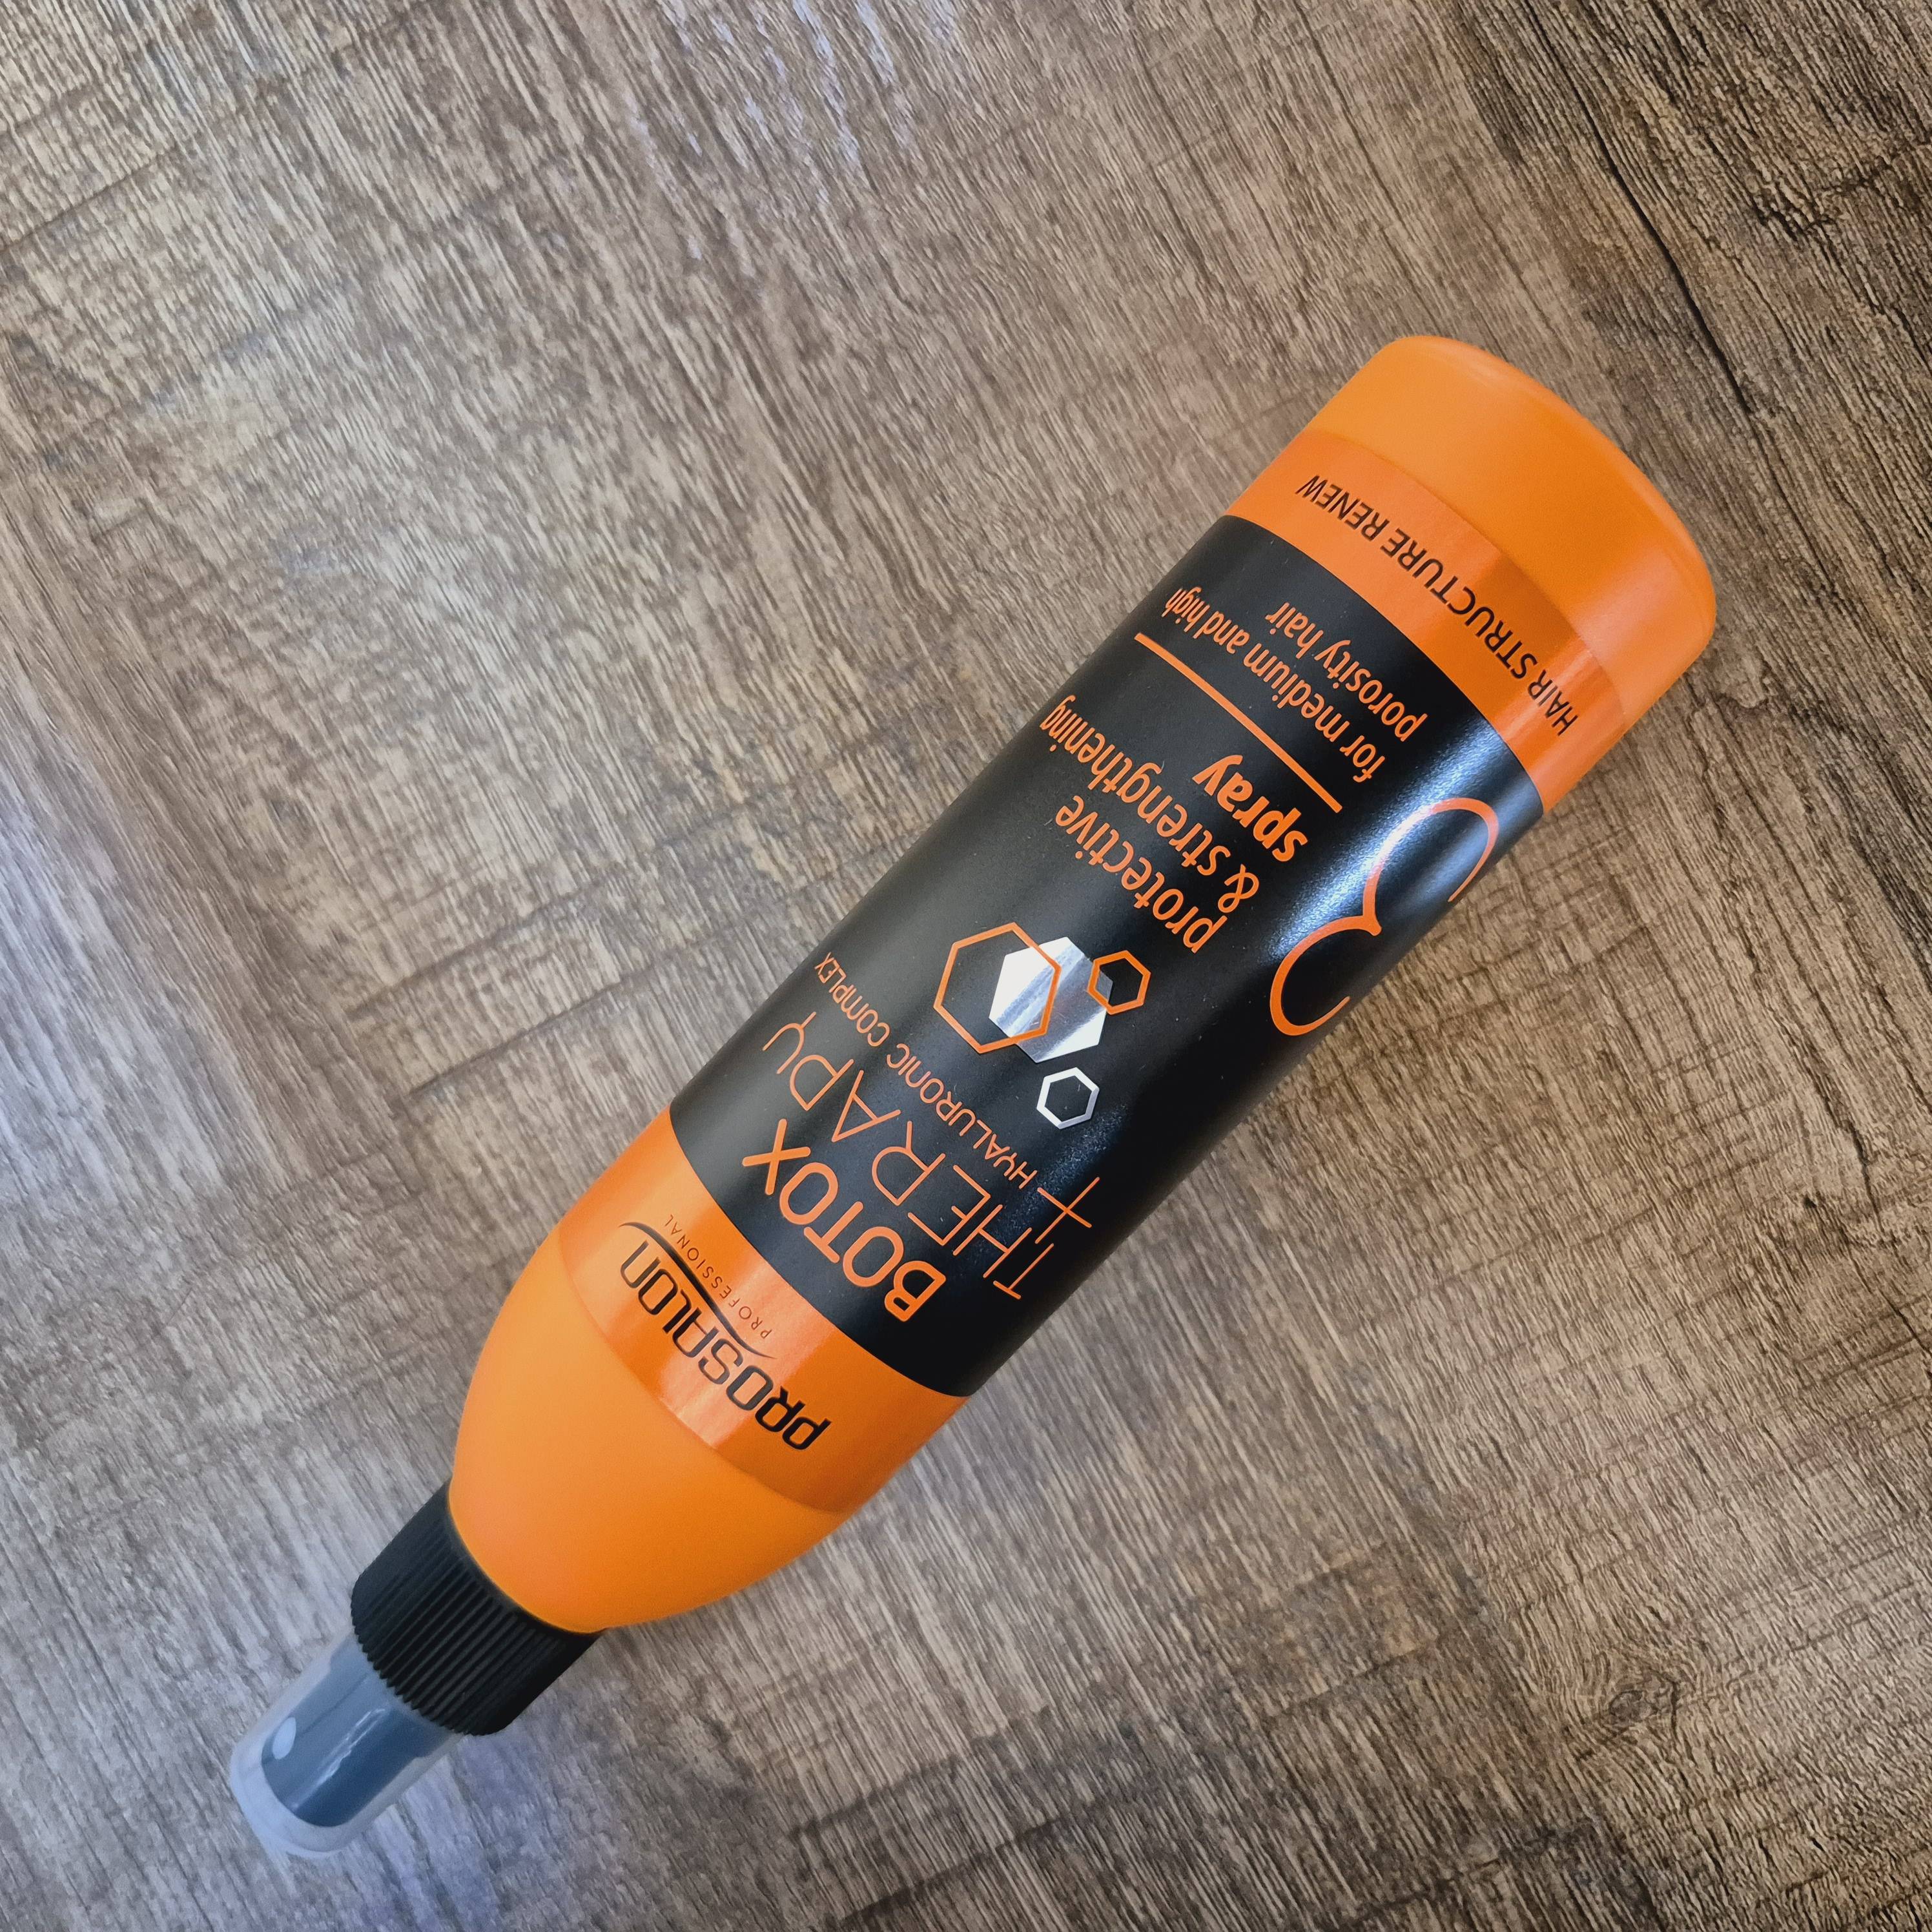 PROSALON
PROFESSIONAL
BOTOX
THERAPY
+ HYALURONIC COMPLEX
protective
& strengthening
spray
for medium and high
porosity hair
HAIR STRUCTURE RENEW